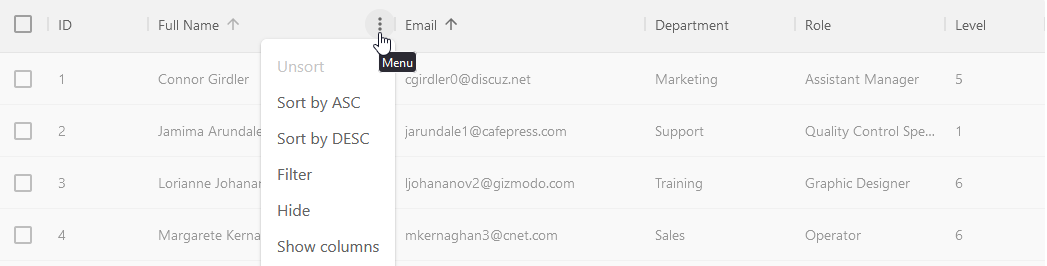 ID Full Name Email Department Role Level
Menu
Unsort
Sort by ASC
Sort by DESC
Filter
Hide
Show columns
1 Connor Girdler cgirdler0@discuz.net Marketing Assistant Manager 5
2 Jamima Arundale jarundale1@cafepress.com Support Quality Control Spe... 1
3 Lorianne ljohananov2@gizmodo.com Training Graphic Designer 6
4 Margarete mkernaghan3@cnet.com Sales Operator 6